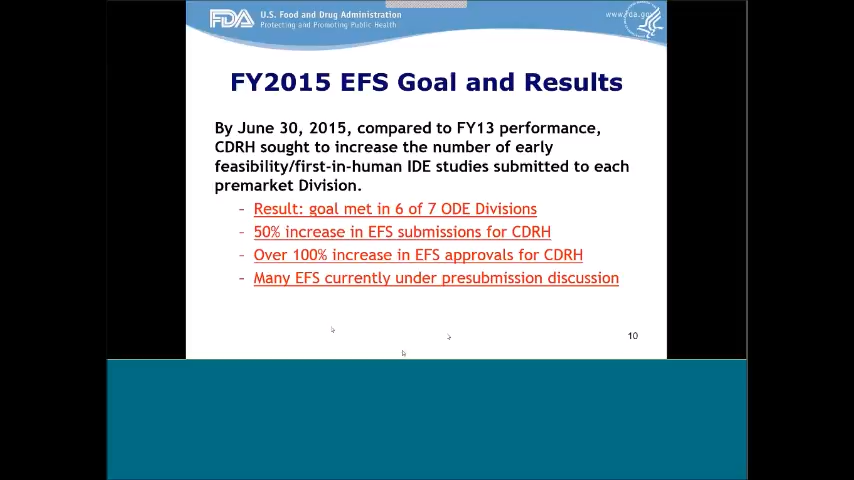 FDA U.S. Food and Drug Administration
Protecting and Promoting Public Health
www.fda.gov
FY2015 EFS Goal and Results
By June 30, 2015, compared to FY13 performance,
CDRH sought to increase the number of early
feasibility/first-in-human IDE studies submitted to each
premarket Division.
- Result: goal met in 6 of 7 ODE Divisions
- 50% increase in EFS submissions for CDRH
- Over 100% increase in EFS approvals for CDRH
- Many EFS currently under presubmission discussion
10